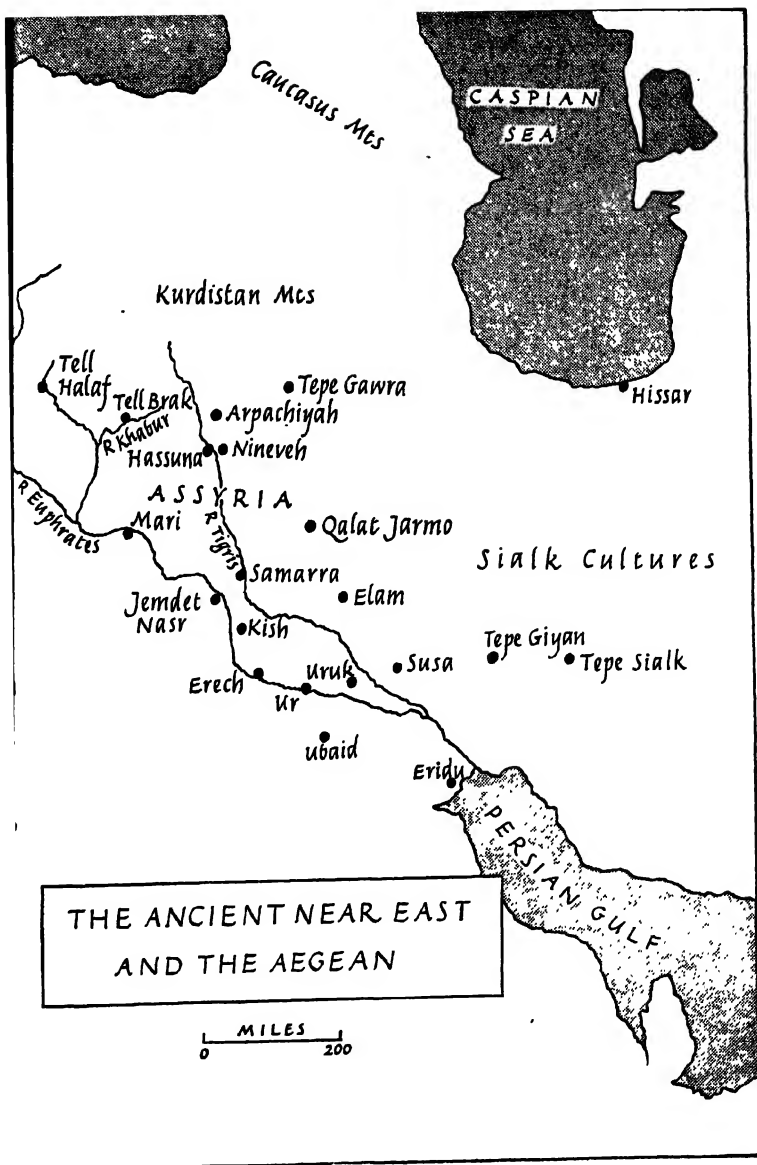 Caucasus Mts
CASPIAN
SEA
Kurdistan Mts
Tell
Halaf
Tell Brak
R Khabur
Tepe Gawra
Arpachiyah
Hissar
Hassuna
Nineveh
ASSYRIA
R Euphrates
Mari
R Tigris
Qalat Jarmo
Samarra
Sialk Cultures
Jemdet
Nasr
Elam
Kish
Erech
Ur
Uruk
Susa
Tepe Giyan
Tepe Sialk
Ubaid
Eridu
PERSIAN GULF
THE ANCIENT NEAR EAST
AND THE AEGEAN
MILES
0 200